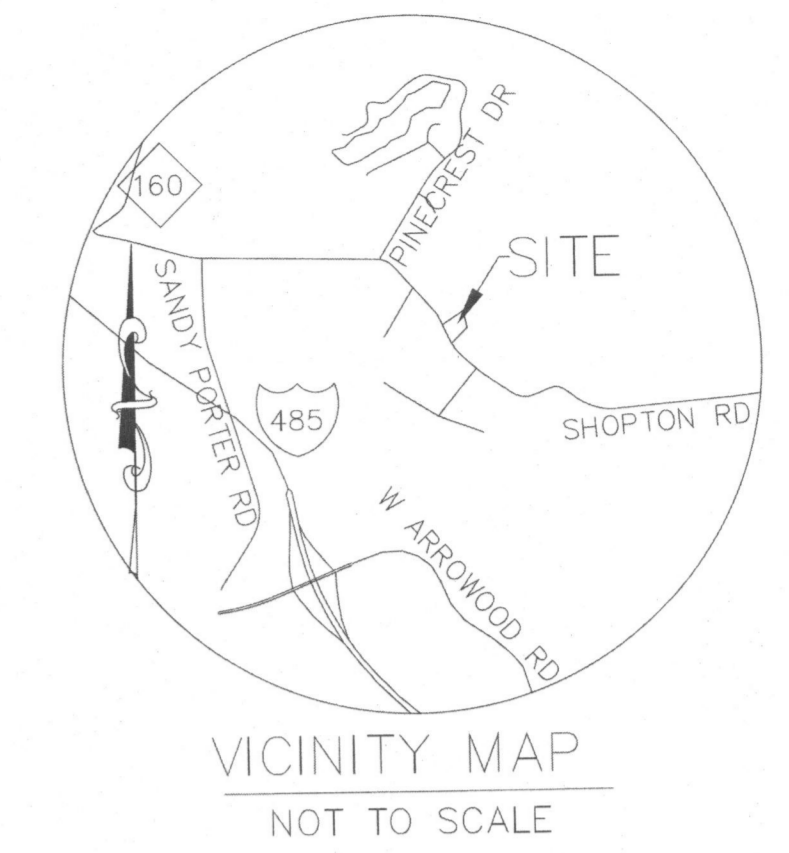 PINECREST DR
160
SITE
SANDY PORTER RD
485
SHOPTON RD
W ARROWOOD RD
VICINITY MAP
NOT TO SCALE